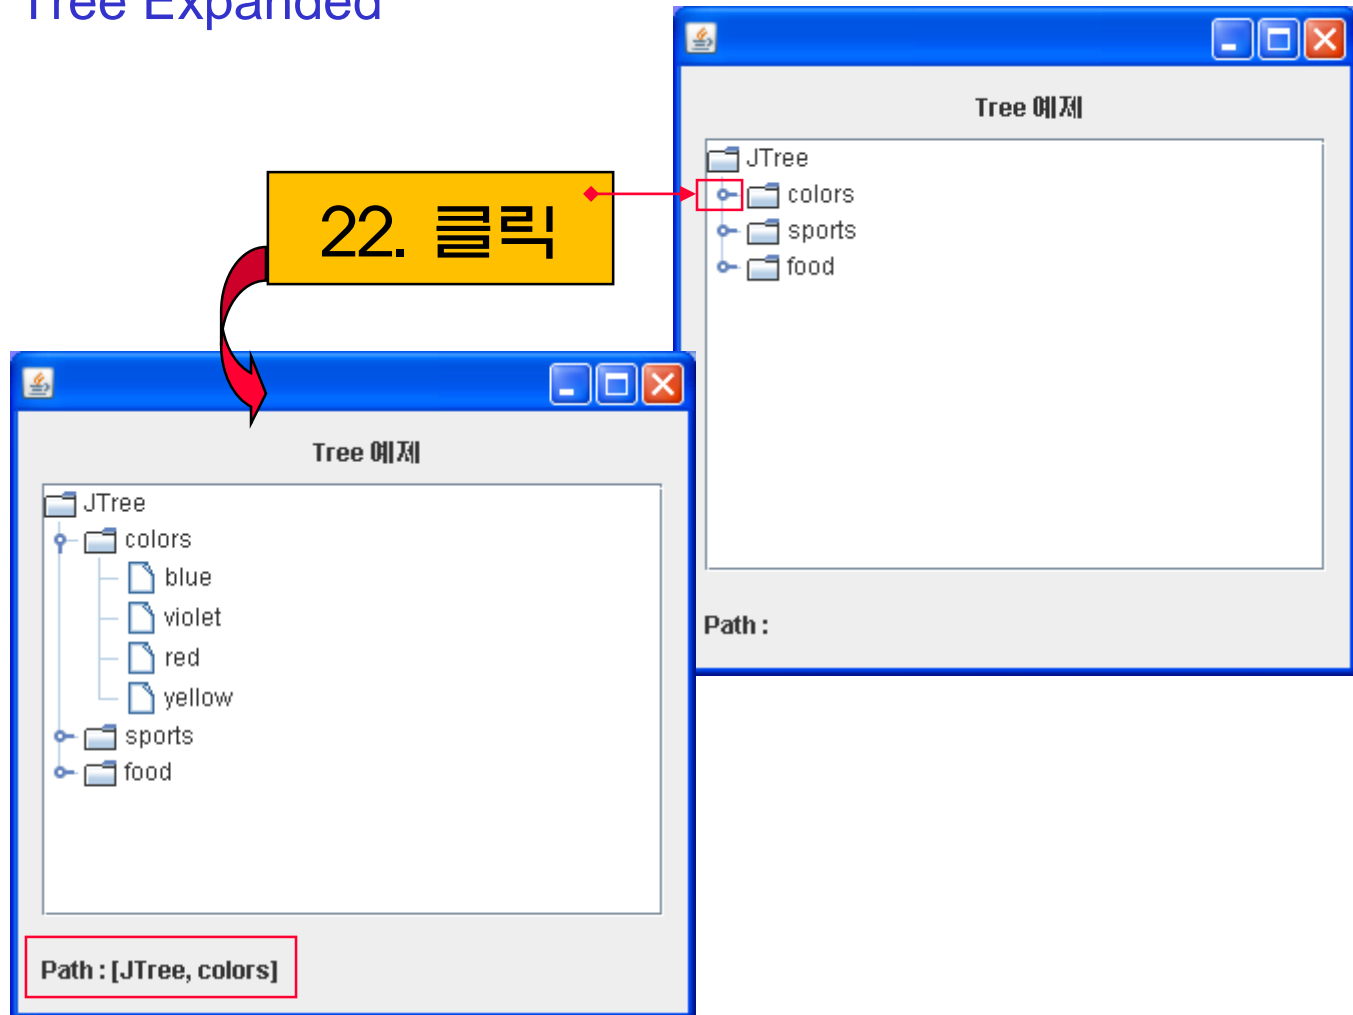 Tree Expanded
Tree 예제
JTree
colors
sports
food
Path :
22. 클릭
Tree 예제
JTree
colors
blue
violet
red
yellow
sports
food
Path : [JTree, colors]